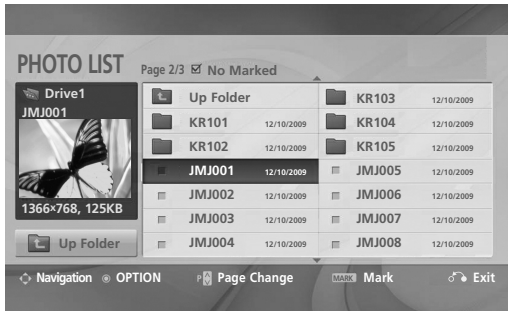 PHOTO LIST
Page 2/3 No Marked
Drive1
JMJ001
1366×768, 125KB
Up Folder
Up Folder
KR101 12/10/2009
KR102 12/10/2009
JMJ001 12/10/2009
JMJ002 12/10/2009
JMJ003 12/10/2009
JMJ004 12/10/2009
KR103 12/10/2009
KR104 12/10/2009
KR105 12/10/2009
JMJ005 12/10/2009
JMJ006 12/10/2009
JMJ007 12/10/2009
JMJ008 12/10/2009
Navigation OPTION P Page Change MARK Mark Exit